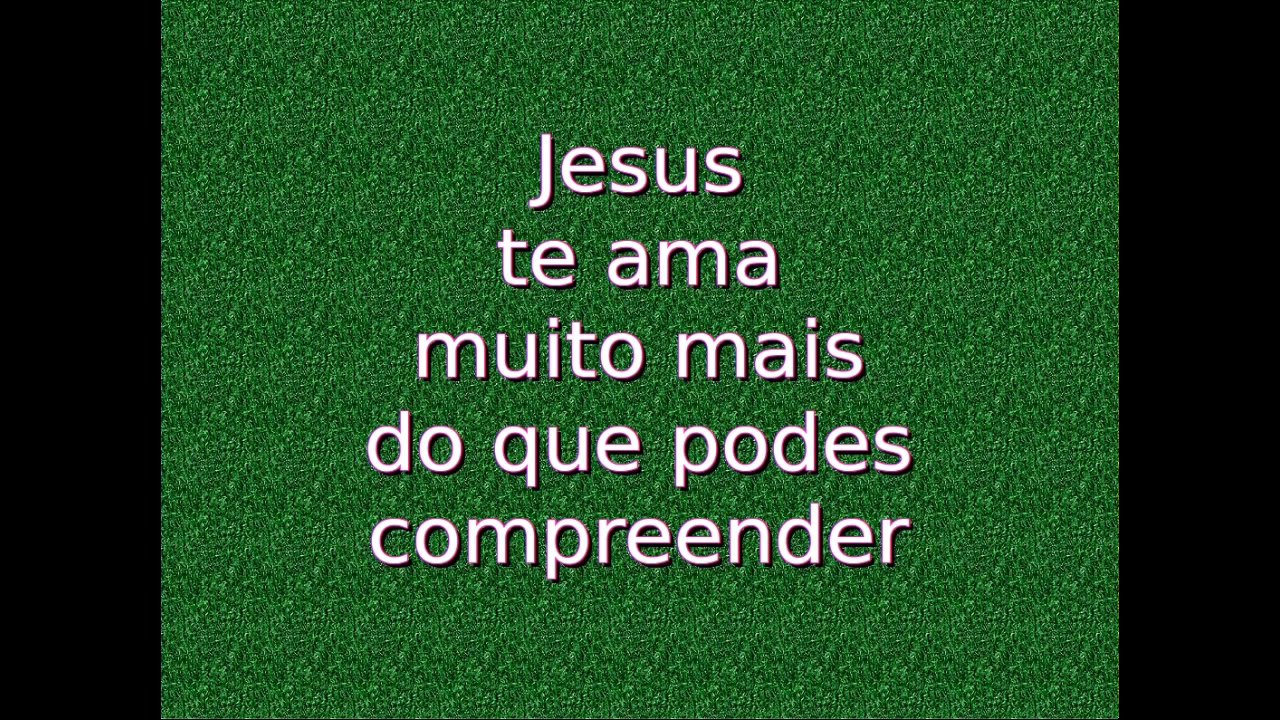 Jesus
te ama
muito mais
do que podes
compreender